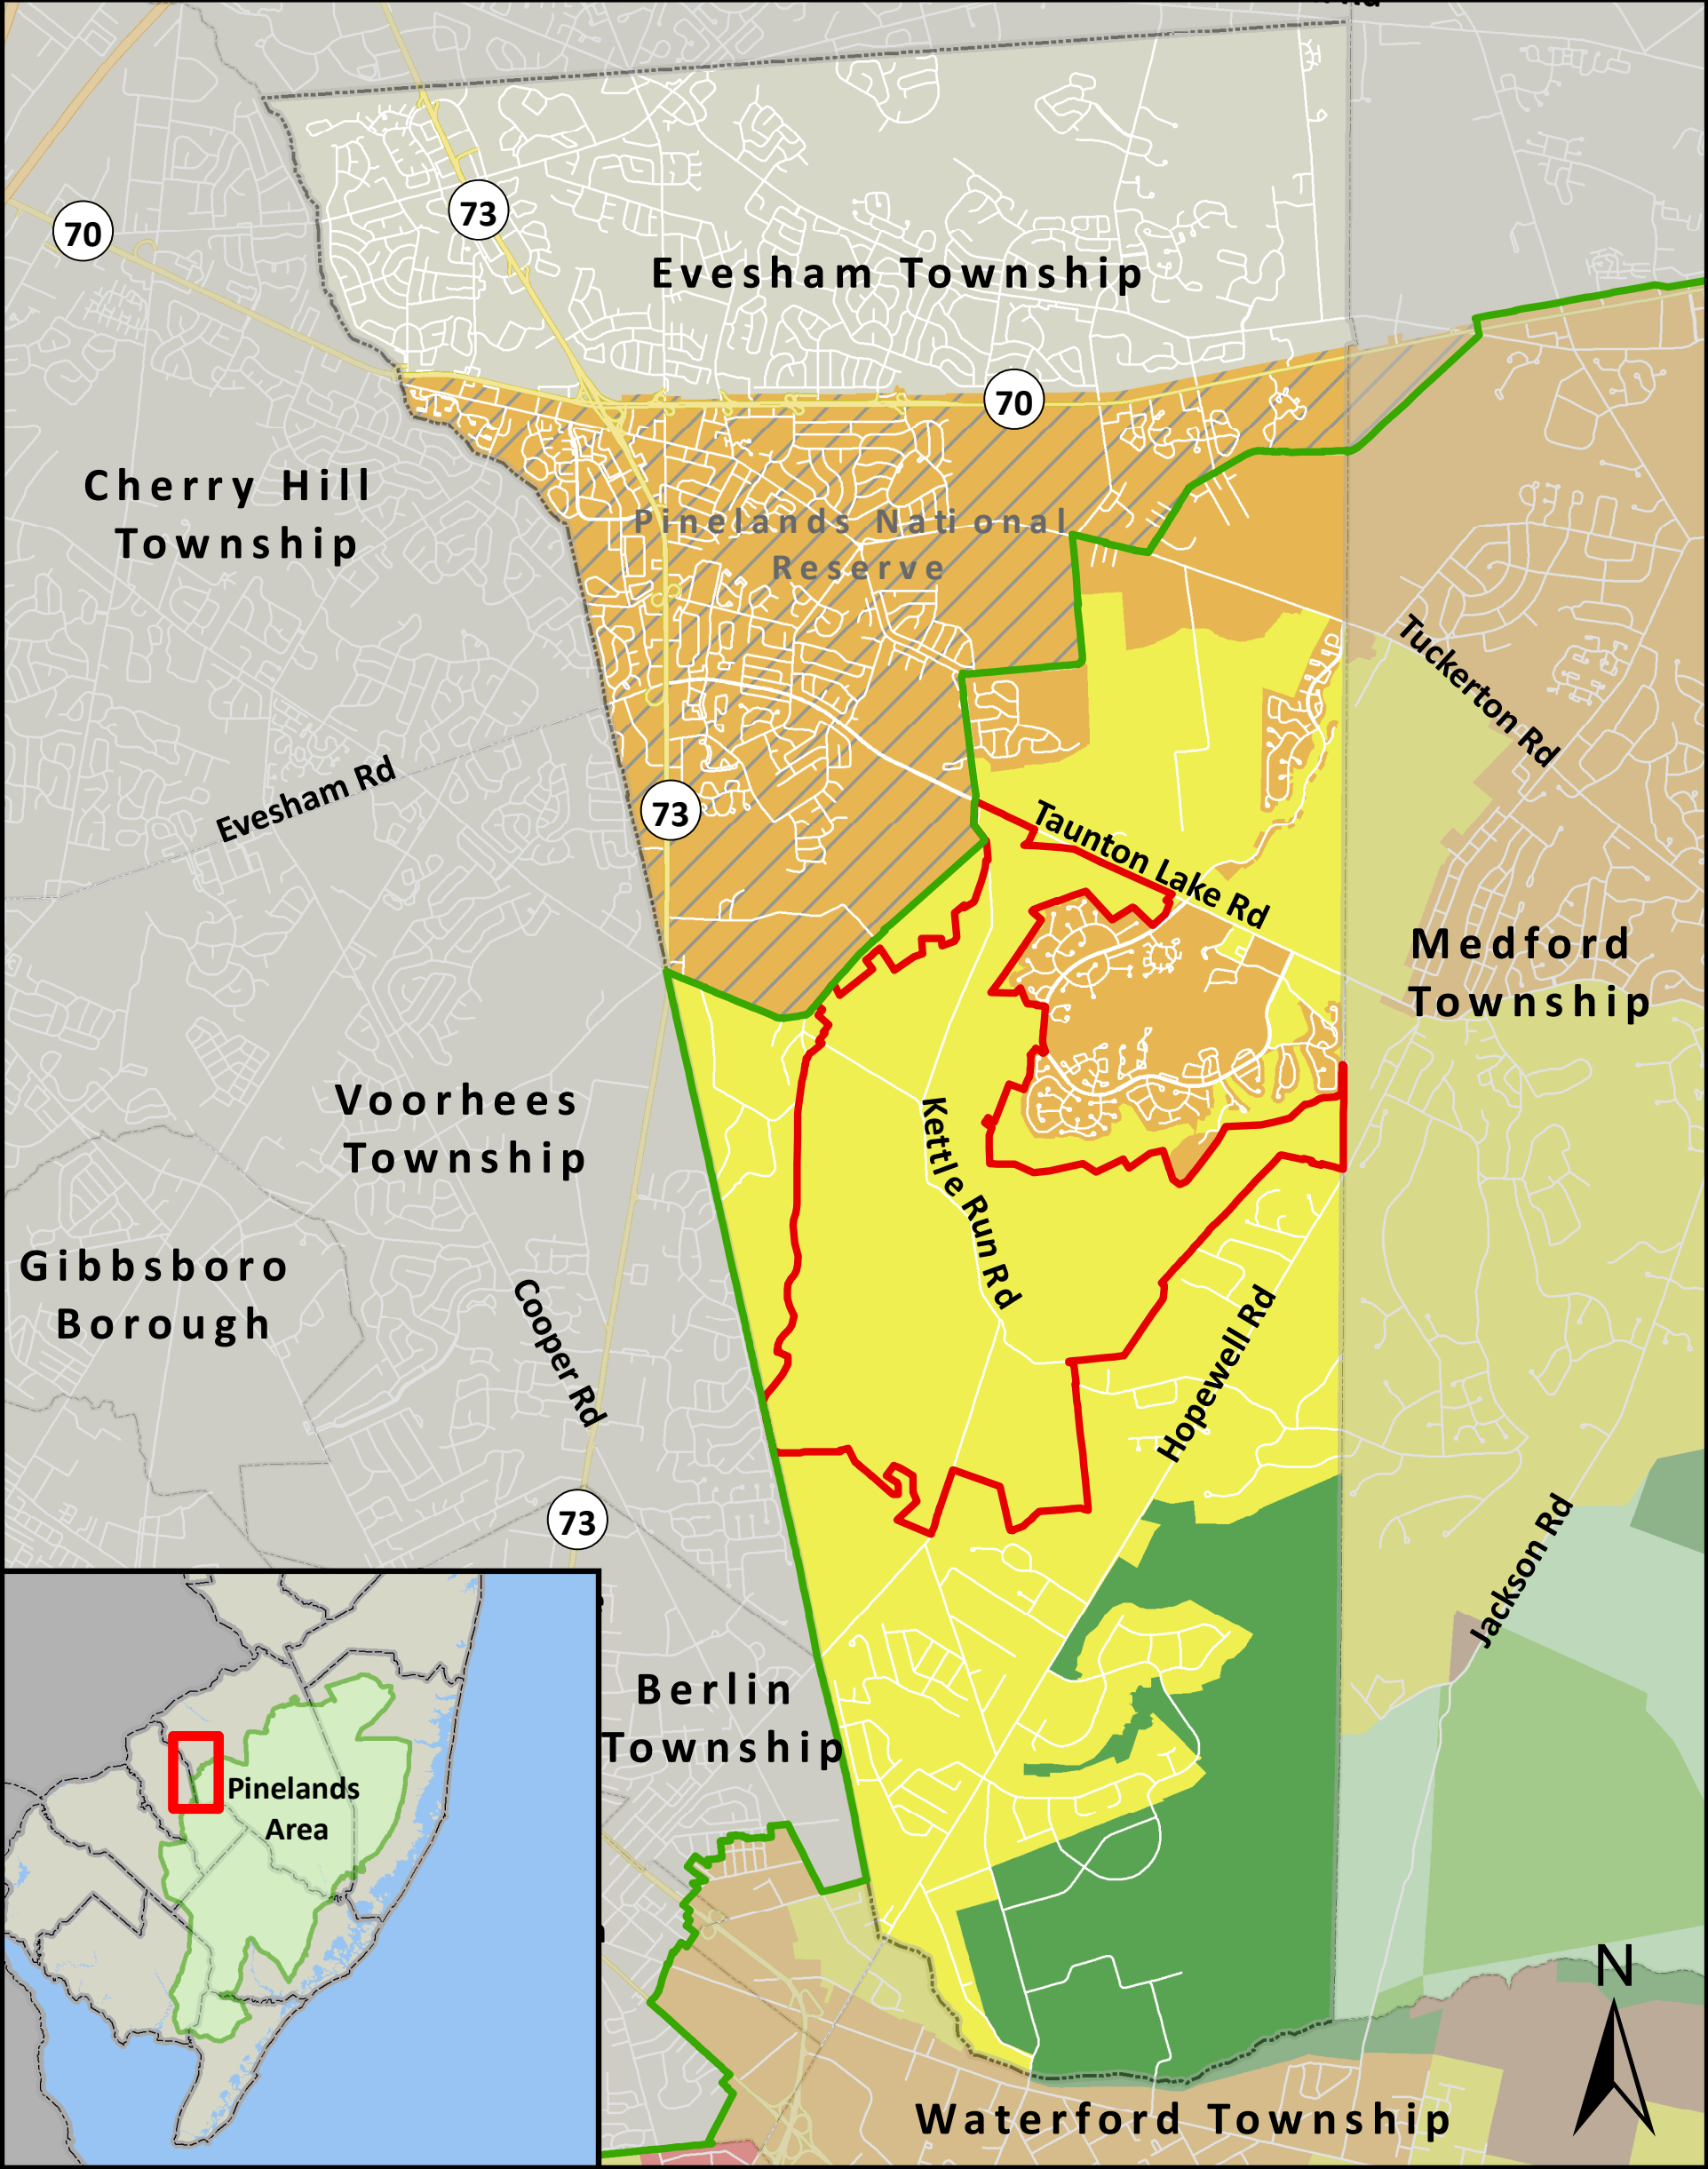 73
70
Evesham Township
70
Cherry Hill
Township
Pinelands National
Reserve
Tuckerton Rd
Evesham Rd
73
Taunton Lake Rd
Medford
Township
Voorhees
Township
Kettle Run Rd
Gibbsboro
Borough
Cooper Rd
Hopewell Rd
73
Jackson Rd
Berlin
Township
Pinelands
Area
N
Waterford Township